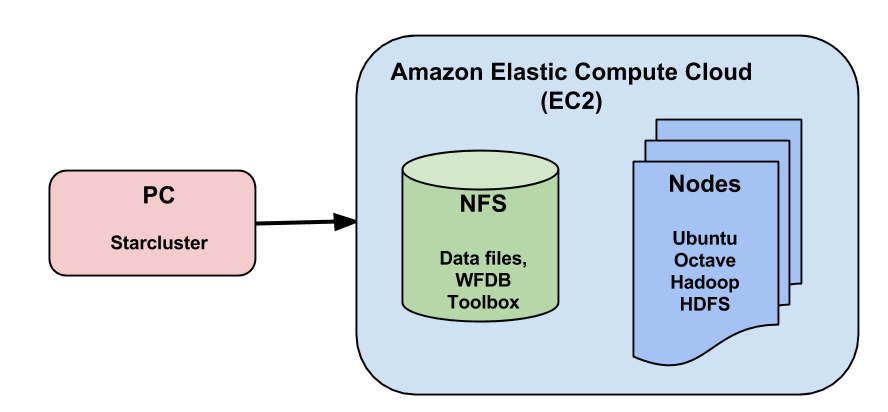 Amazon Elastic Compute Cloud
(EC2)
PC
Starcluster
NFS
Data files,
WFDB
Toolbox
Nodes
Ubuntu
Octave
Hadoop
HDFS